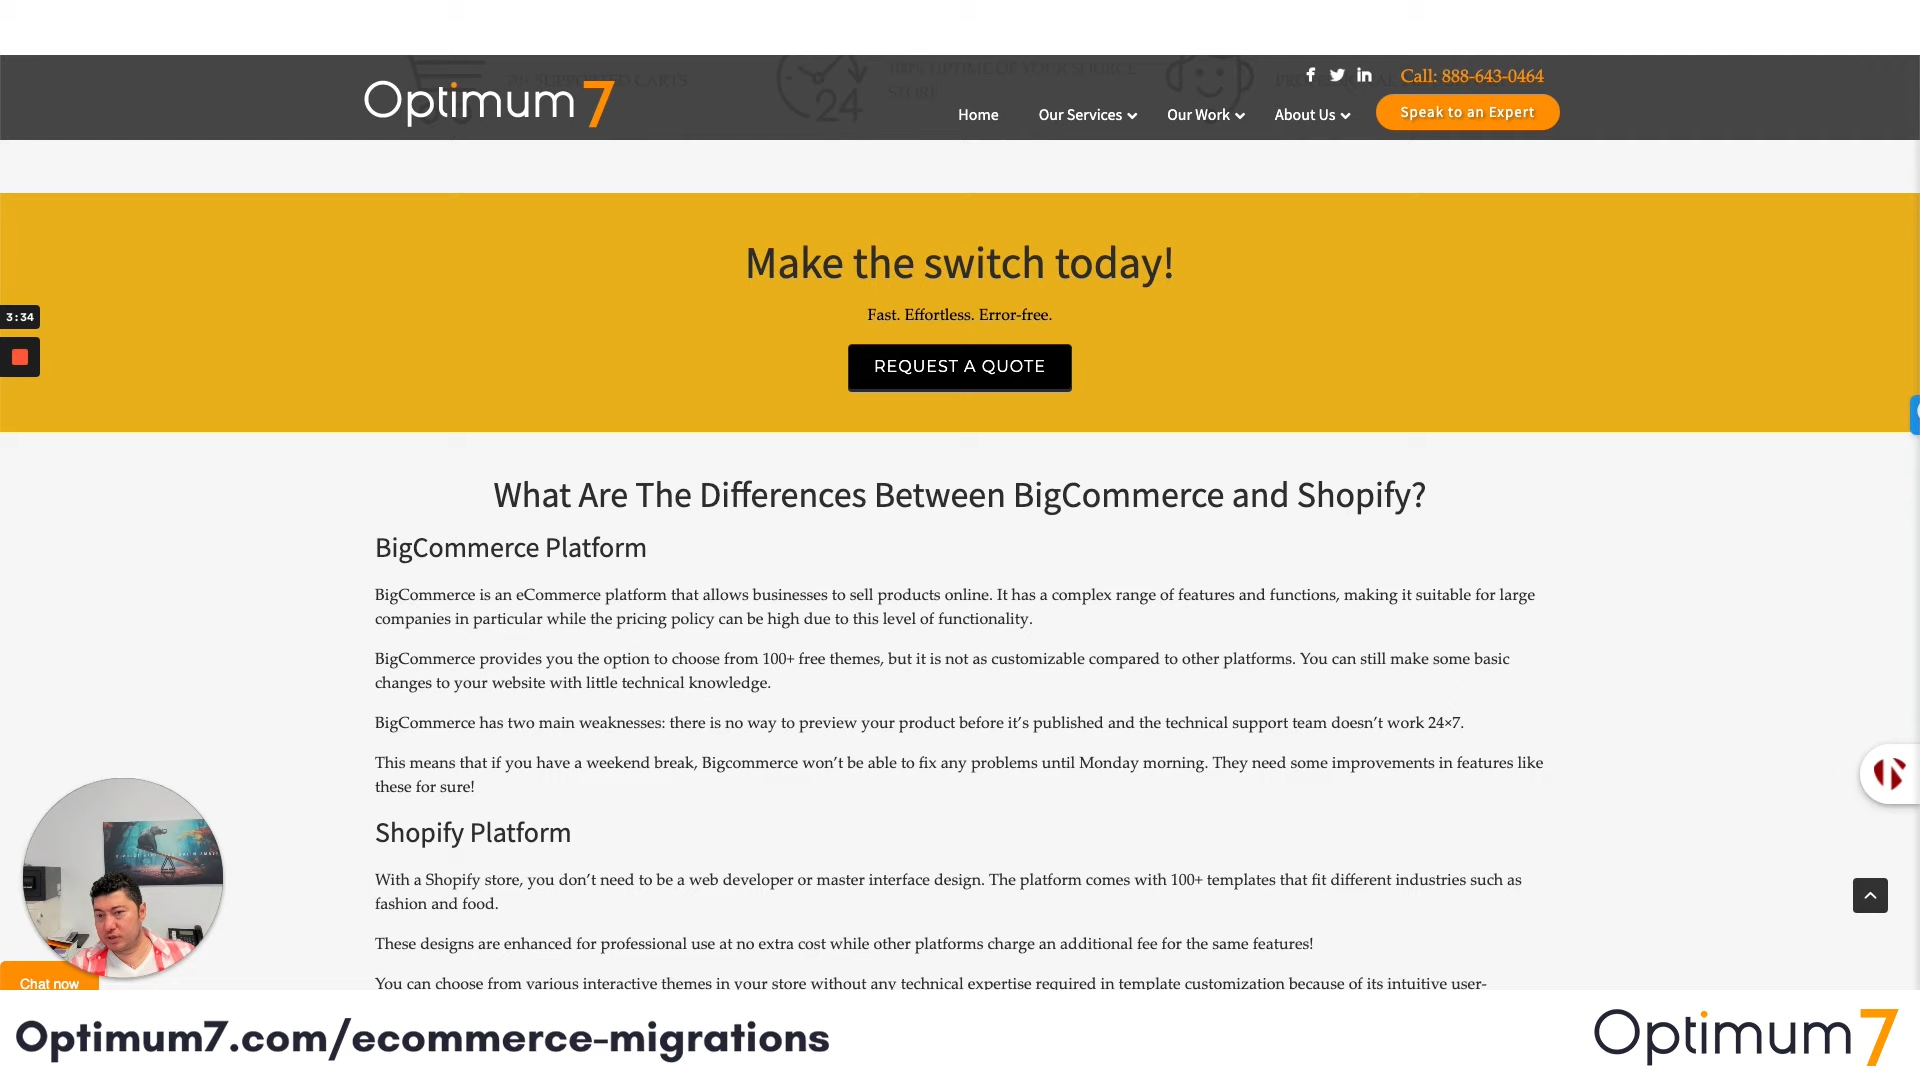 Optimum7
Call: 888-643-0464
Home
Our Services
Our Work
About Us
Speak to an Expert
24
Make the switch today!
3:34
Fast. Effortless. Error-free.
REQUEST A QUOTE
What Are The Differences Between BigCommerce and Shopify?
BigCommerce Platform
BigCommerce is an eCommerce platform that allows businesses to sell products online. It has a complex range of features and functions, making it suitable for large
companies in particular while the pricing policy can be high due to this level of functionality.
BigCommerce provides you the option to choose from 100+ free themes, but it is not as customizable compared to other platforms. You can still make some basic
changes to your website with little technical knowledge.
BigCommerce has two main weaknesses: there is no way to preview your product before it’s published and the technical support team doesn’t work 24×7.
This means that if you have a weekend break, Bigcommerce won’t be able to fix any problems until Monday morning. They need some improvements in features like
these for sure!
Shopify Platform
With a Shopify store, you don’t need to be a web developer or master interface design. The platform comes with 100+ templates that fit different industries such as
fashion and food.
These designs are enhanced for professional use at no extra cost while other platforms charge an additional fee for the same features!
You can choose from various interactive themes in your store without any technical expertise required in template customization because of its intuitive user-
Chat now
Optimum7.com/ecommerce-migrations
Optimum7